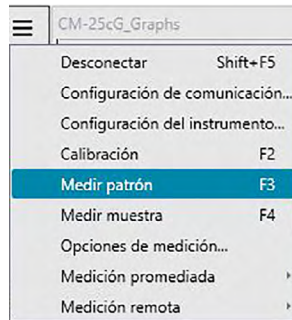 CM-25cG_Graphs
Desconectar Shift+F5
Configuración de comunicación...
Configuración del instrumento...
Calibración F2
Medir patrón F3
Medir muestra F4
Opciones de medición...
Medición promediada
Medición remota